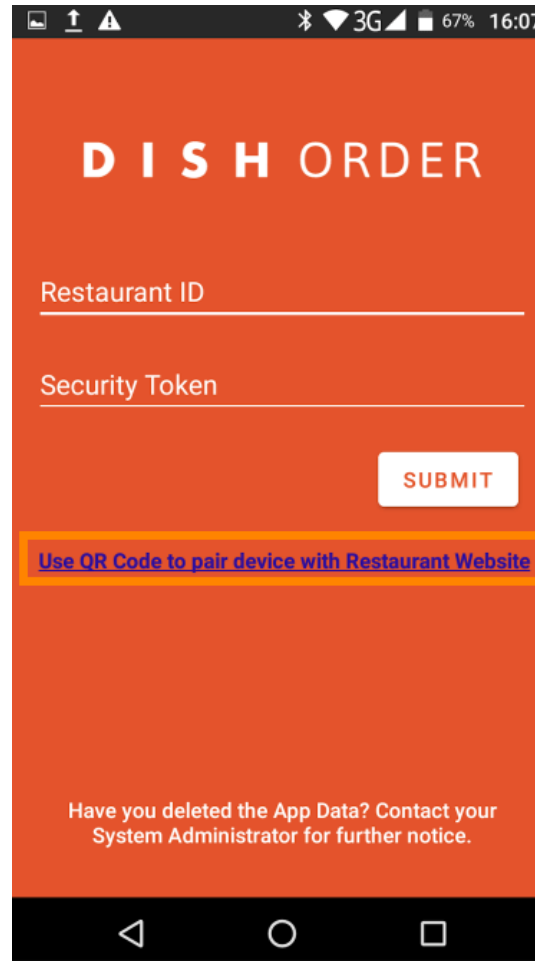 3G 67% 16:07
DISH ORDER
Restaurant ID
Security Token
SUBMIT
Use QR Code to pair device with Restaurant Website
Have you deleted the App Data? Contact your
System Administrator for further notice.